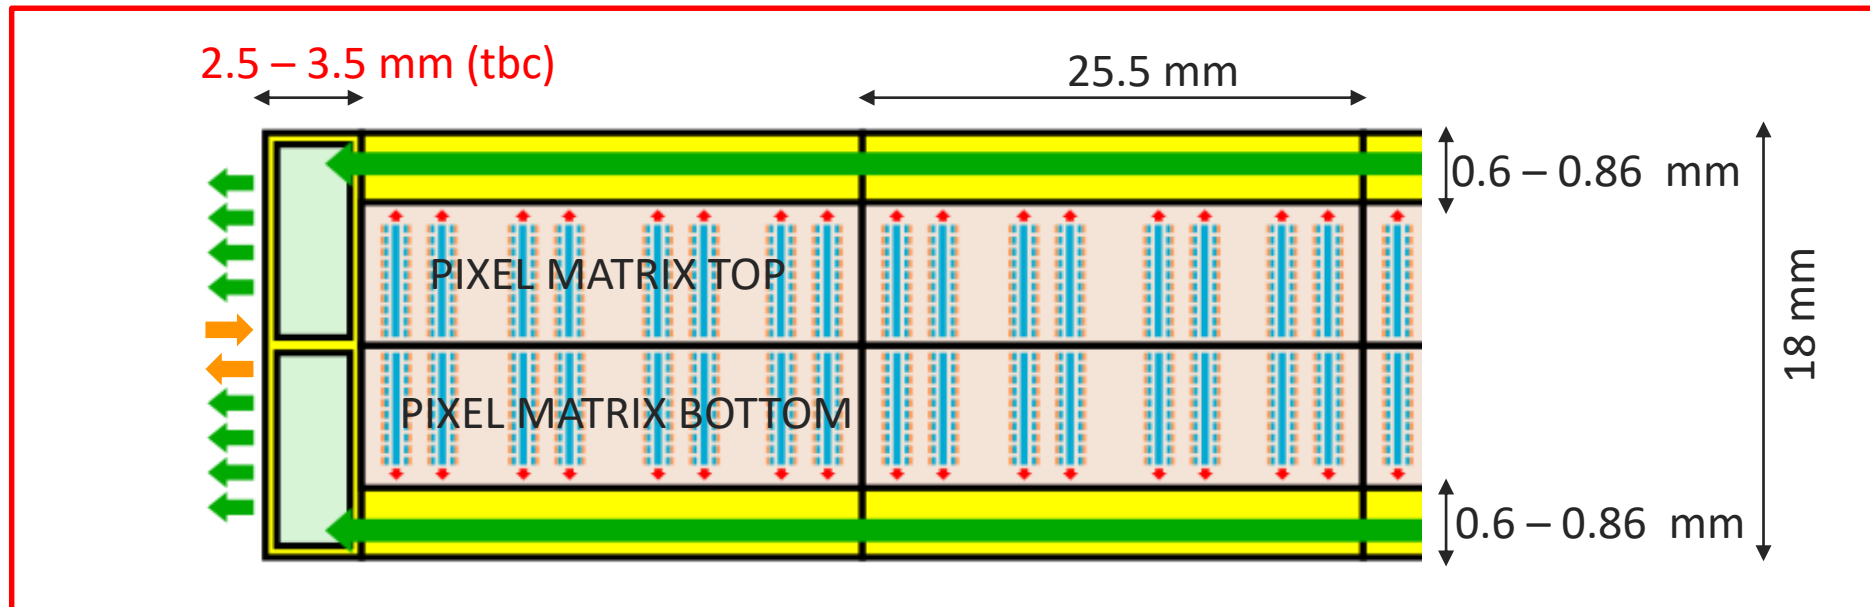 2.5 – 3.5 mm (tbc)
25.5 mm
0.6 – 0.86 mm
PIXEL MATRIX TOP
18 mm
PIXEL MATRIX BOTTOM
0.6 – 0.86 mm